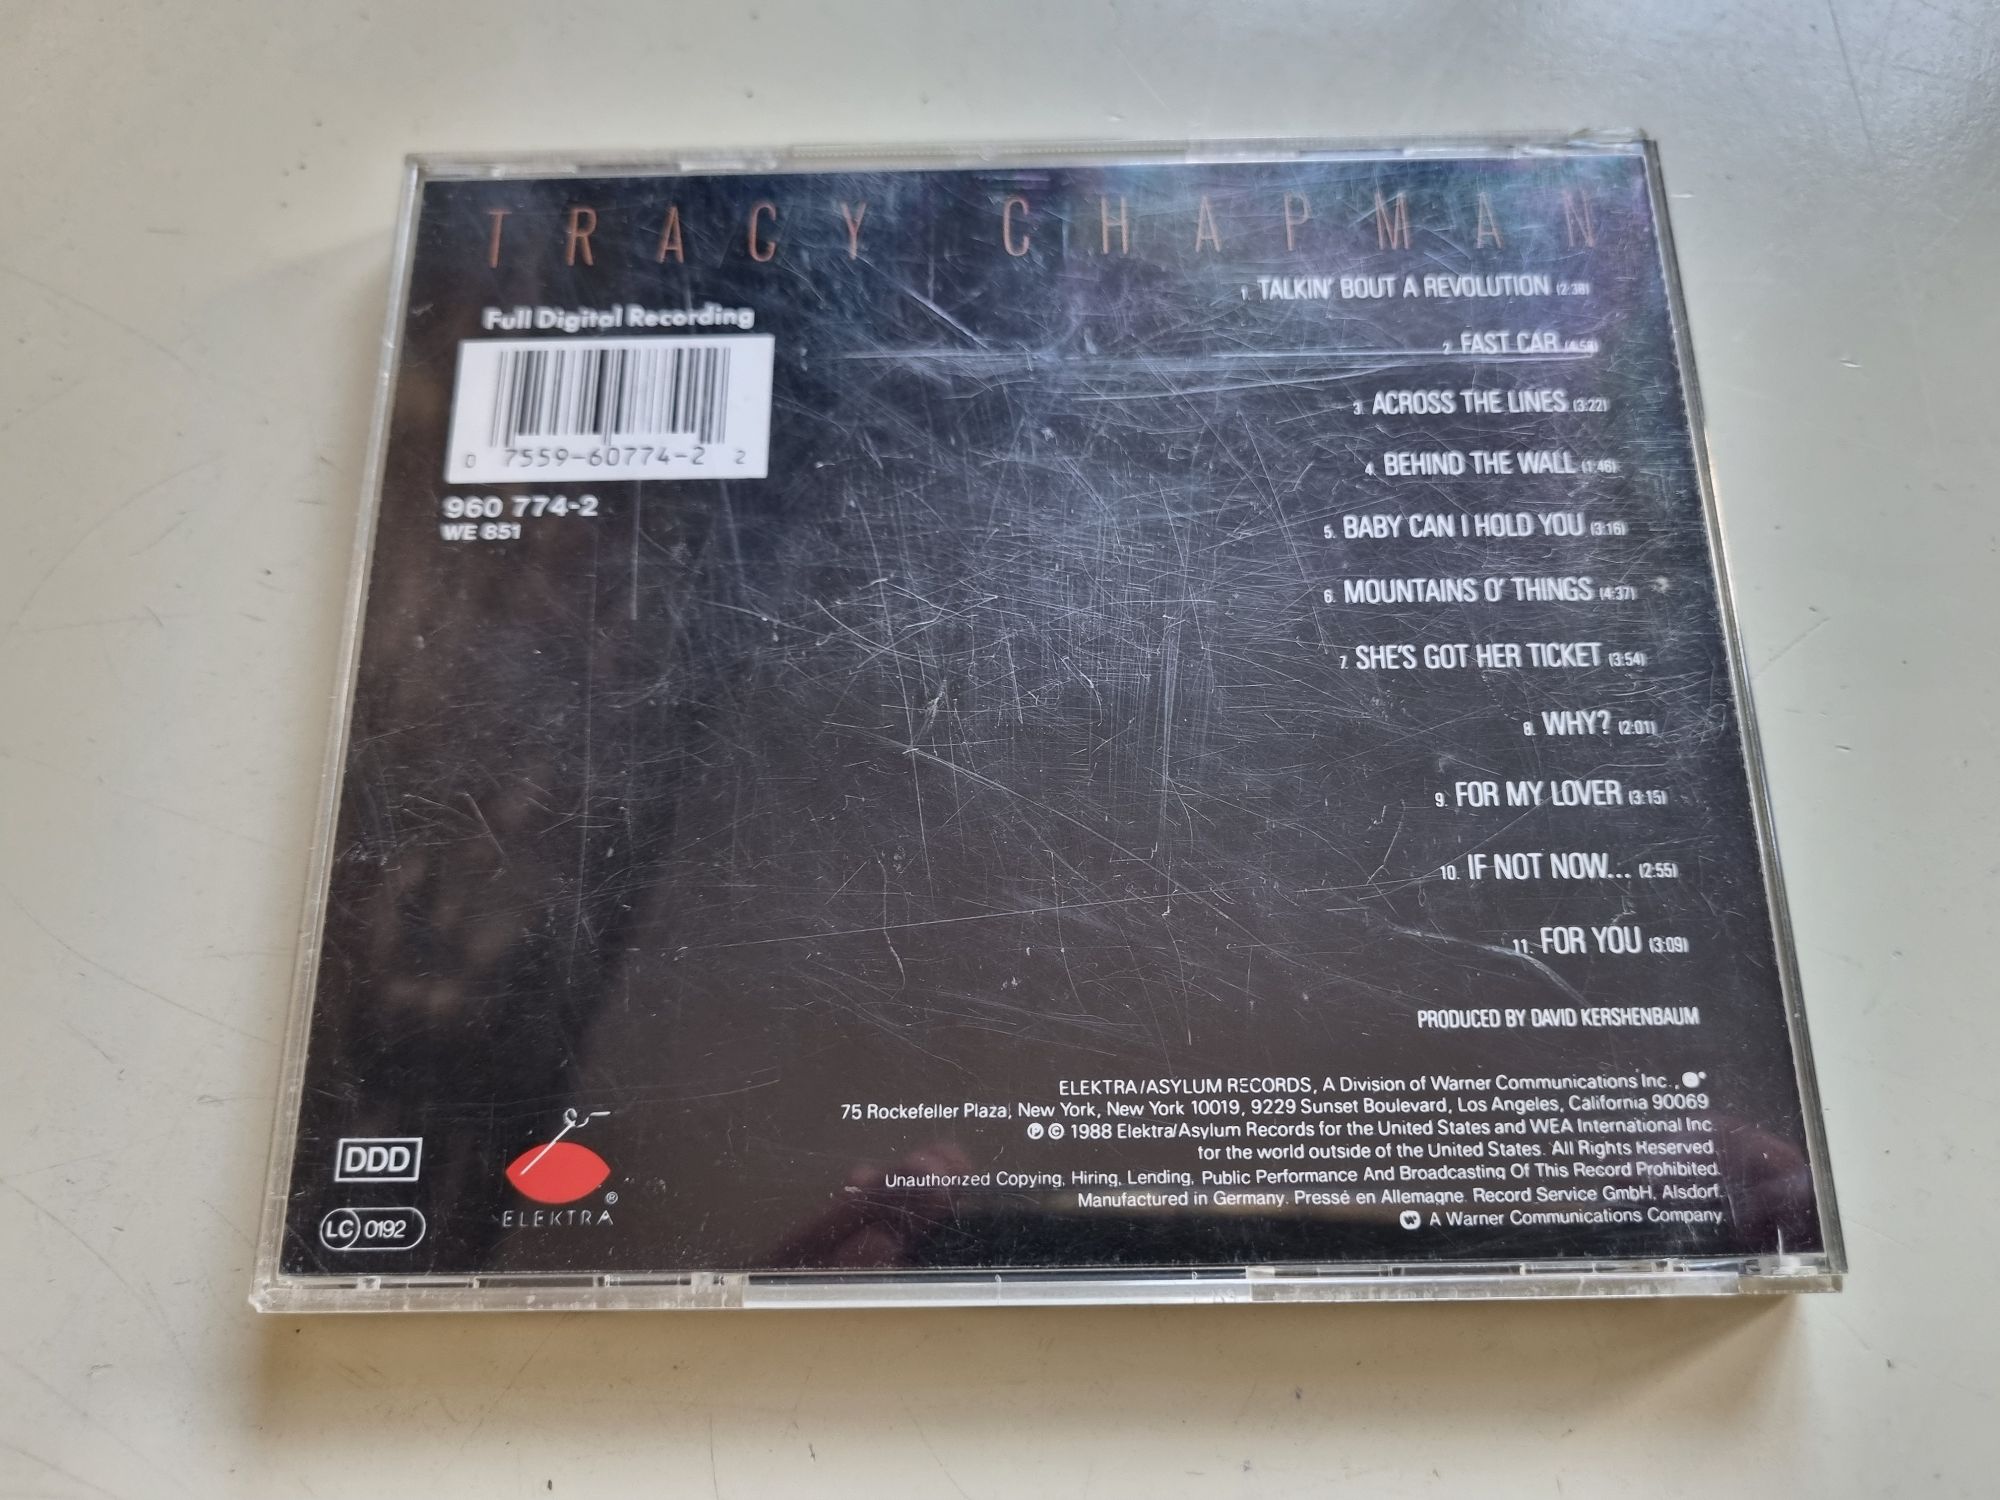 TRACY CHAPMAN
Full Digital Recording
0 7559-60774-2 2
960 774-2
WE 851
1. TALKIN' BOUT A REVOLUTION (2:38)
2. FAST CAR (4:58)
3. ACROSS THE LINES (3:22)
4. BEHIND THE WALL (1:46)
5. BABY CAN I HOLD YOU (3:16)
6. MOUNTAINS O' THINGS (4:37)
7. SHE'S GOT HER TICKET (3:54)
8. WHY? (2:01)
9. FOR MY LOVER (3:15)
10. IF NOT NOW... (2:55)
11. FOR YOU (3:09)
PRODUCED BY DAVID KERSHENBAUM
ELEKTRA/ASYLUM RECORDS, A Division of Warner Communications Inc.,
75 Rockefeller Plaza, New York, New York 10019, 9229 Sunset Boulevard, Los Angeles, California 90069
℗ © 1988 Elektra/Asylum Records for the United States and WEA International Inc.
for the world outside of the United States. All Rights Reserved.
Unauthorized Copying, Hiring, Lending, Public Performance And Broadcasting Of This Record Prohibited.
Manufactured in Germany. Pressé en Allemagne. Record Service GmbH, Alsdorf.
A Warner Communications Company.
DDD
LC 0192
ELEKTRA ®